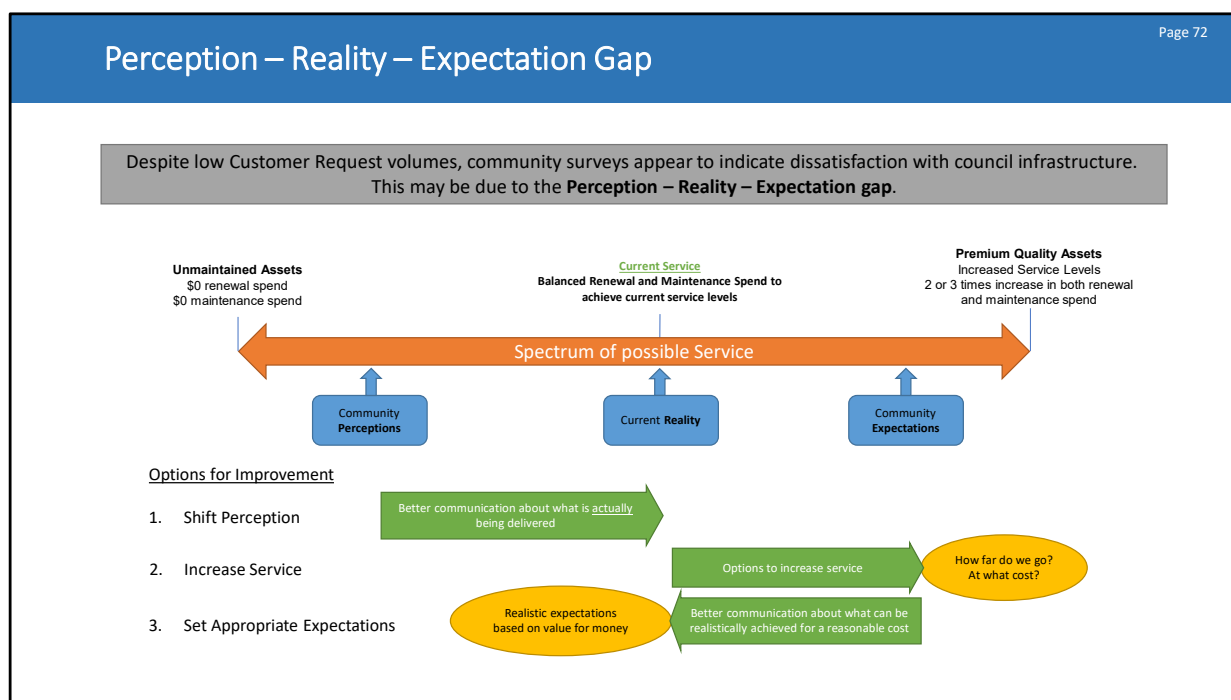 Page 72
Perception – Reality – Expectation Gap
Despite low Customer Request volumes, community surveys appear to indicate dissatisfaction with council infrastructure.
This may be due to the Perception – Reality – Expectation gap.
Unmaintained Assets
$0 renewal spend
$0 maintenance spend
Current Service
Balanced Renewal and Maintenance Spend to
achieve current service levels
Premium Quality Assets
Increased Service Levels
2 or 3 times increase in both renewal
and maintenance spend
Spectrum of possible Service
Community
Perceptions
Current Reality
Community
Expectations
Options for Improvement
1. Shift Perception
Better communication about what is actually
being delivered
2. Increase Service
Options to increase service
How far do we go?
At what cost?
3. Set Appropriate Expectations
Realistic expectations
based on value for money
Better communication about what can be
realistically achieved for a reasonable cost